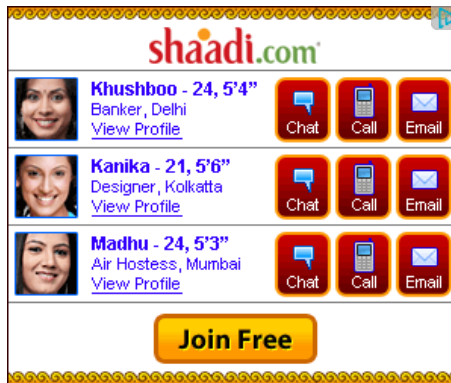 shaadi.com
Khushboo - 24, 5'4"
Banker, Delhi
View Profile
Chat Call Email
Kanika - 21, 5'6"
Designer, Kolkatta
View Profile
Chat Call Email
Madhu - 24, 5'3"
Air Hostess, Mumbai
View Profile
Chat Call Email
Join Free